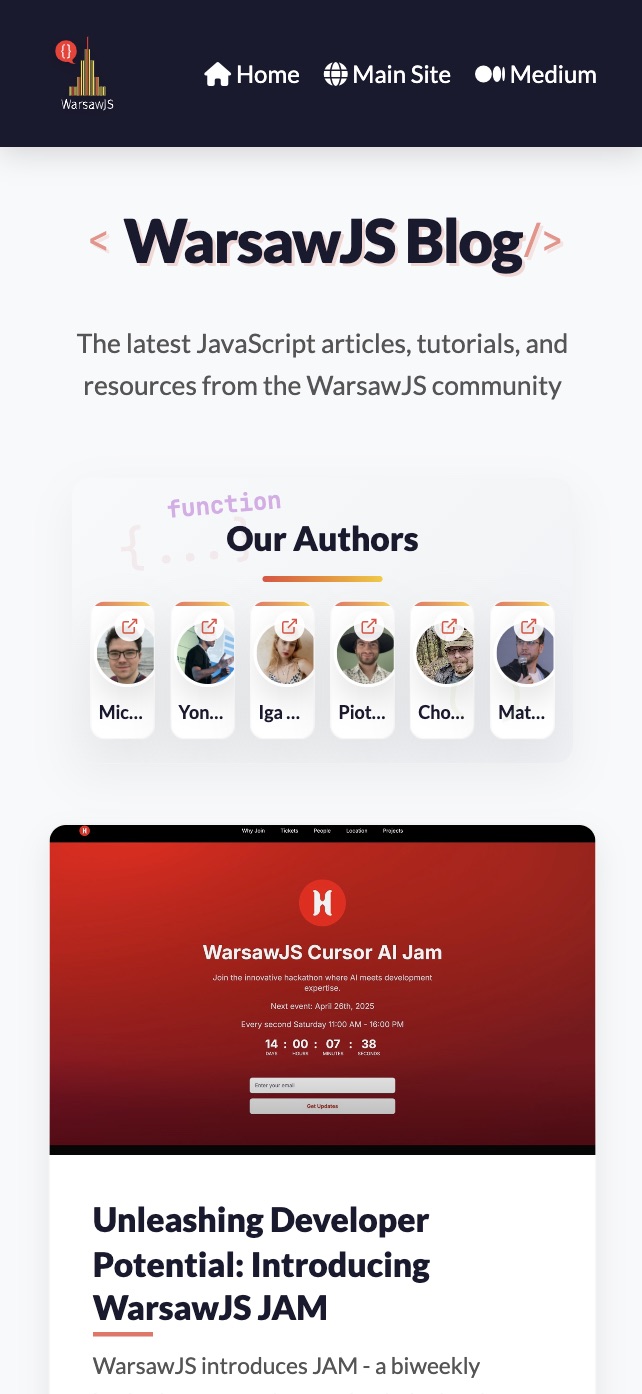 {}
WarsawJS
Home
Main Site
Medium
< WarsawJS Blog/>
The latest JavaScript articles, tutorials, and
resources from the WarsawJS community
function
{...}
Our Authors
Mic...
Yon...
Iga ...
Piot...
Cho...
Mat...
Why Join Tickets People Location Projects
WarsawJS Cursor AI Jam
Join the innovative hackathon where AI meets development
expertise.
Next event: April 26th, 2025
Every second Saturday 11:00 AM - 16:00 PM
14 : 00 : 07 : 38
DAYS HOURS MINUTES SECONDS
Enter your email
Get Updates
Unleashing Developer
Potential: Introducing
WarsawJS JAM
WarsawJS introduces JAM - a biweekly